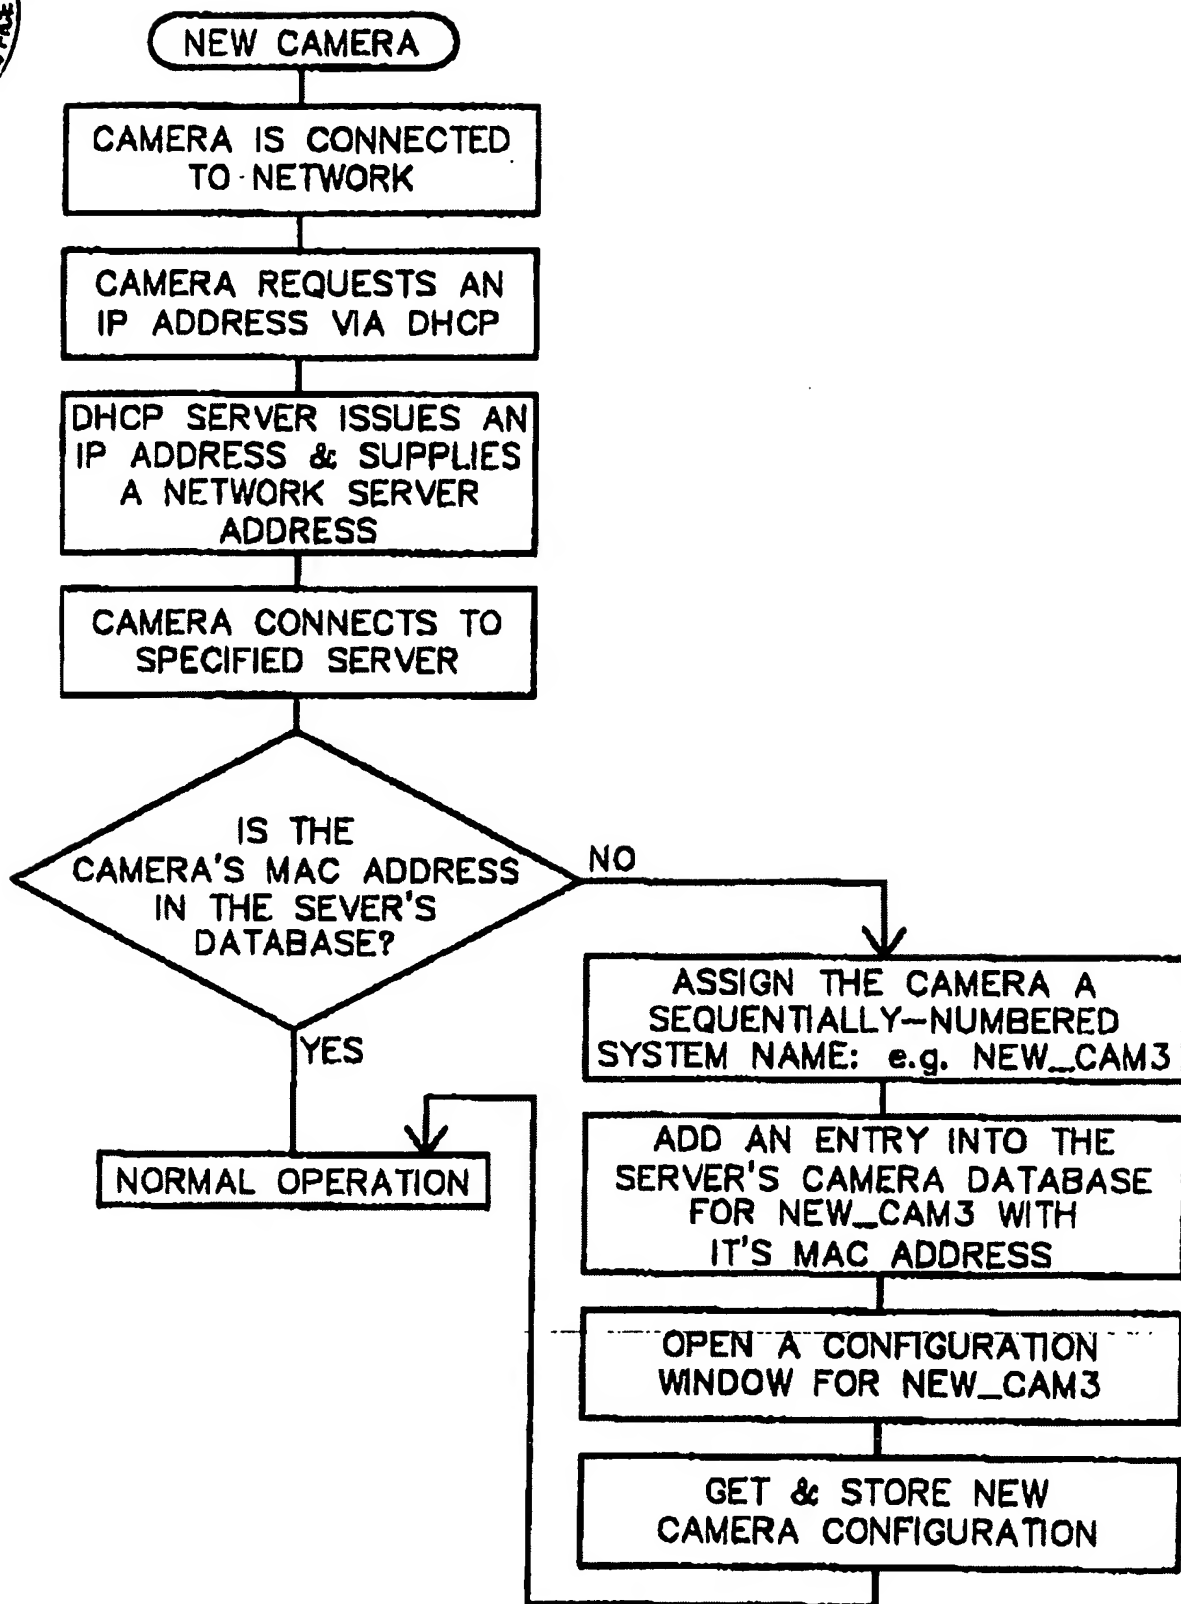 NEW CAMERA
CAMERA IS CONNECTED
TO NETWORK
CAMERA REQUESTS AN
IP ADDRESS VIA DHCP
DHCP SERVER ISSUES AN
IP ADDRESS & SUPPLIES
A NETWORK SERVER
ADDRESS
CAMERA CONNECTS TO
SPECIFIED SERVER
IS THE
CAMERA'S MAC ADDRESS
IN THE SEVER'S
DATABASE?
NO
YES
NORMAL OPERATION
ASSIGN THE CAMERA A
SEQUENTIALLY-NUMBERED
SYSTEM NAME: e.g. NEW_CAM3
ADD AN ENTRY INTO THE
SERVER'S CAMERA DATABASE
FOR NEW_CAM3 WITH
IT'S MAC ADDRESS
OPEN A CONFIGURATION
WINDOW FOR NEW_CAM3
GET & STORE NEW
CAMERA CONFIGURATION